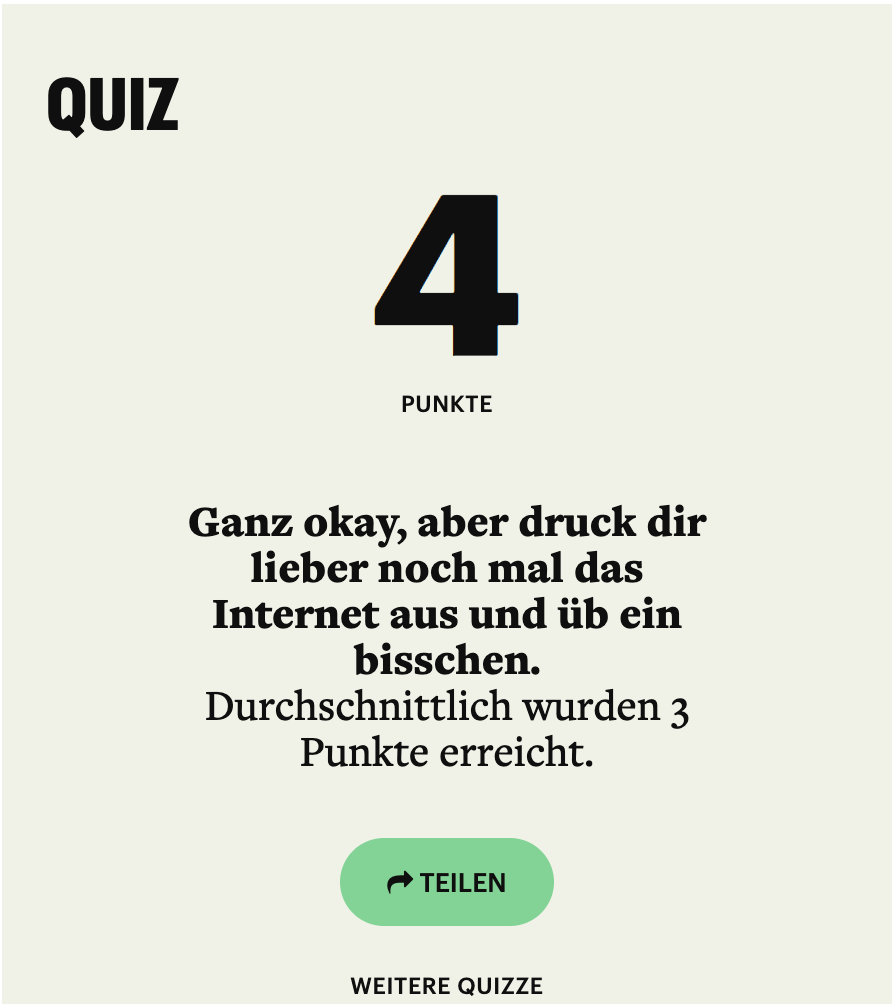 QUIZ
4
PUNKTE
Ganz okay, aber druck dir
lieber noch mal das
Internet aus und üb ein
bisschen.
Durchschnittlich wurden 3
Punkte erreicht.
TEILEN
WEITERE QUIZZE